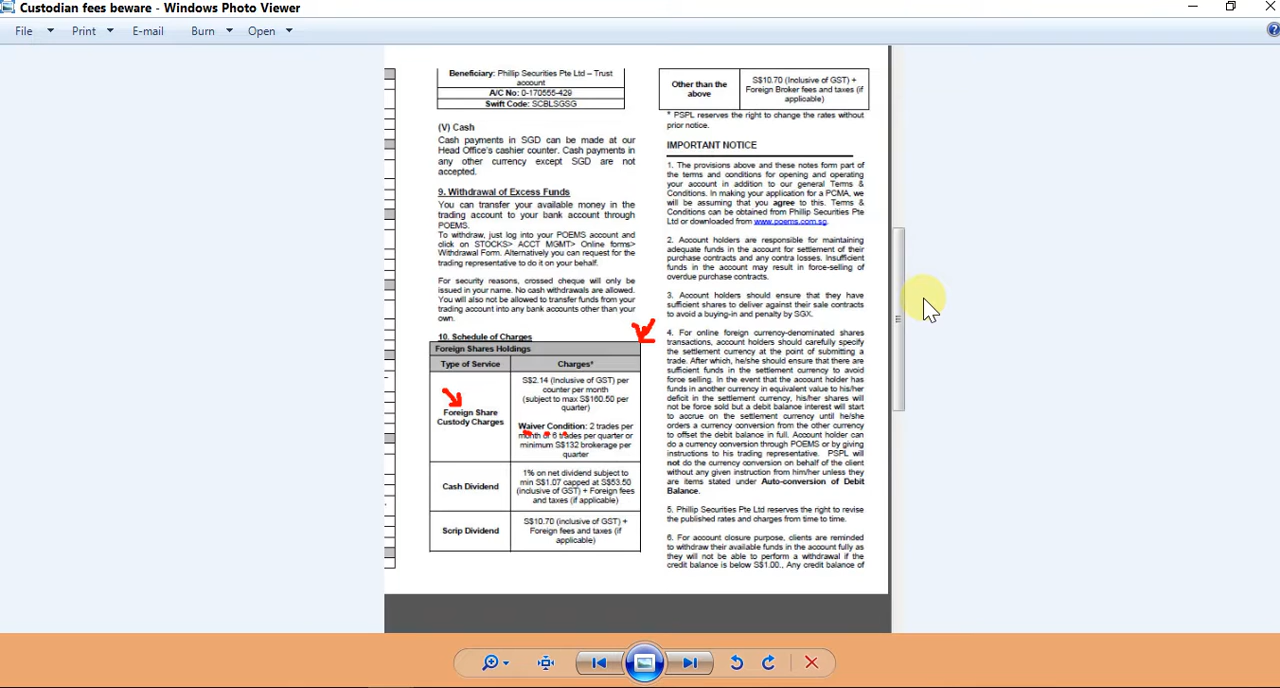 Custodian fees beware - Windows Photo Viewer
File Print E-mail Burn Open
Beneficiary: Phillip Securities Pte Ltd – Trust
account
A/C No: 0-170555-429
Swift Code: SCBLSGSG
(V) Cash
Cash payments in SGD can be made at our
Head Office's cashier counter. Cash payments in
any other currency except SGD are not
accepted.
9. Withdrawal of Excess Funds
You can transfer your available money in the
trading account to your bank account through
POEMS.
To withdraw, just log into your POEMS account and
click on STOCKS> ACCT MGMT> Online forms>
Withdrawal Form. Alternatively you can request for the
trading representative to do it on your behalf.
For security reasons, crossed cheque will only be
issued in your name. No cash withdrawals are allowed.
You will also not be allowed to transfer funds from your
trading account into any bank accounts other than your
own.
10. Schedule of Charges
Foreign Shares Holdings
Type of Service Charges*
Foreign Share
Custody Charges
S$2.14 (Inclusive of GST) per
counter per month
(subject to max S$160.50 per
quarter)
Waiver Condition: 2 trades per
month or 6 trades per quarter or
minimum S$132 brokerage per
quarter
Cash Dividend
1% on net dividend subject to
min S$1.07 capped at S$53.50
(inclusive of GST) + Foreign fees
and taxes (if applicable)
Scrip Dividend
S$10.70 (inclusive of GST) +
Foreign fees and taxes (if
applicable)
Other than the
above
S$10.70 (Inclusive of GST) +
Foreign Broker fees and taxes (if
applicable)
* PSPL reserves the right to change the rates without
prior notice.
IMPORTANT NOTICE
1. The provisions above and these notes form part of
the terms and conditions for opening and operating
your account in addition to our general Terms &
Conditions. In making your application for a PCMA, we
will be assuming that you agree to this. Terms &
Conditions can be obtained from Phillip Securities Pte
Ltd or downloaded from www.poems.com.sg.
2. Account holders are responsible for maintaining
adequate funds in the account for settlement of their
purchase contracts and any contra losses. Insufficient
funds in the account may result in force-selling of
overdue purchase contracts.
3. Account holders should ensure that they have
sufficient shares to deliver against their sale contracts
to avoid a buying-in and penalty by SGX.
4. For online foreign currency-denominated shares
transactions, account holders should carefully specify
the settlement currency at the point of submitting a
trade. After which, he/she should ensure that there are
sufficient funds in the settlement currency to avoid
force selling. In the event that the account holder has
funds in another currency in equivalent value to his/her
deficit in the settlement currency, his/her shares will
not be force sold but a debit balance interest will start
to accrue on the settlement currency until he/she
orders a currency conversion from the other currency
to offset the debit balance in full. Account holder can
do a currency conversion through POEMS or by giving
instructions to his trading representative. PSPL will
not do the currency conversion on behalf of the client
without any given instruction from him/her unless they
are items stated under Auto-conversion of Debit
Balance.
5. Phillip Securities Pte Ltd reserves the right to revise
the published rates and charges from time to time.
6. For account closure purpose, clients are reminded
to withdraw their available funds in the account fully as
they will not be able to perform a withdrawal if the
credit balance is below S$1.00., Any credit balance of